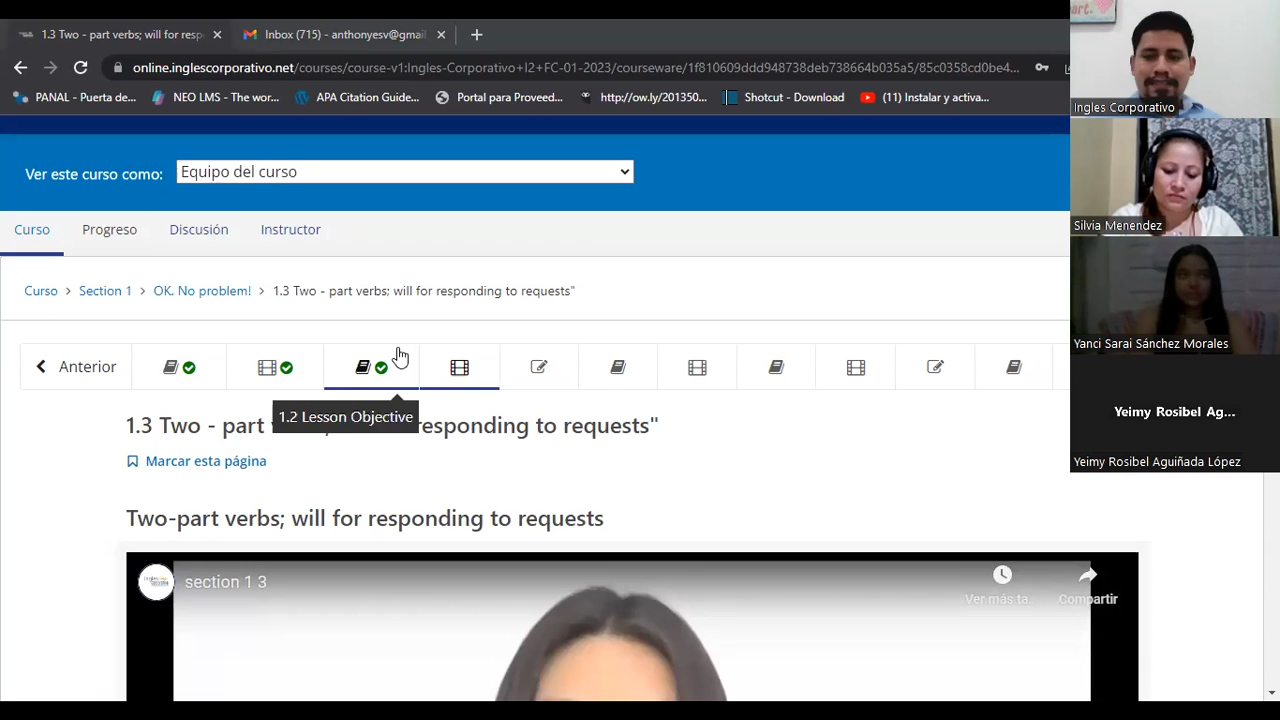 1.3 Two - part verbs; will for resp
Inbox (715) - anthonyesv@gmail
online.inglescorporativo.net/courses/course-v1:Ingles-Corporativo+I2+FC-01-2023/courseware/1f810609ddd948738deb738664b035a5/85c0358cd0be4...
PANAL - Puerta de...
NEO LMS - The wor...
APA Citation Guide...
Portal para Proveed...
http://ow.ly/201350...
Shotcut - Download
(11) Instalar y activa...
Ver este curso como:
Equipo del curso
Curso
Progreso
Discusión
Instructor
Curso > Section 1 > OK. No problem! > 1.3 Two - part verbs; will for responding to requests"
Anterior
1.2 Lesson Objective
1.3 Two - part responding to requests"
Marcar esta página
Two-part verbs; will for responding to requests
section 1 3
Ver más ta...
Compartir
Ingles Corporativo
Silvia Menendez
Yanci Sarai Sánchez Morales
Yeimy Rosibel Ag...
Yeimy Rosibel Aguiñada López